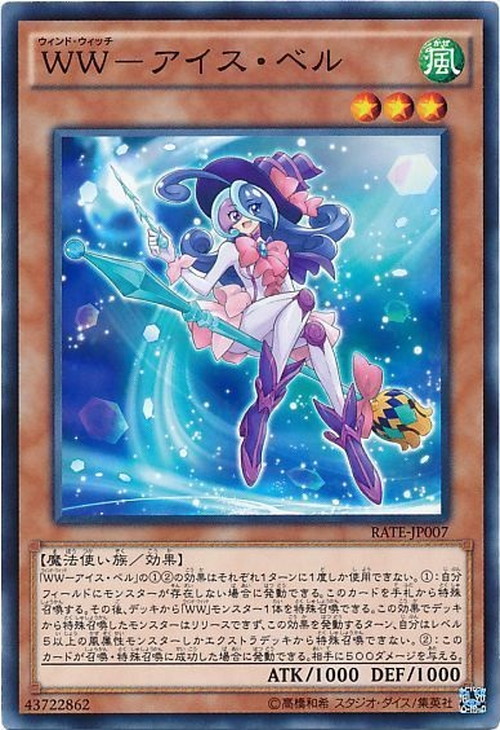 ウィンド・ウィッチ
WW－アイス・ベル
風
RATE-JP007
【魔法使い族／効果】
「WW－アイス・ベル」の①②の効果はそれぞれ1ターンに1度しか使用できない。①：自分
フィールドにモンスターが存在しない場合に発動できる。このカードを手札から特殊
召喚する。その後、デッキから「WW」モンスター1体を特殊召喚できる。この効果でデッキ
から特殊召喚したモンスターはリリースできず、この効果を発動するターン、自分はレベル
5以上の風属性モンスターしかエクストラデッキから特殊召喚できない。②：この
カードが召喚・特殊召喚に成功した場合に発動できる。相手に500ダメージを与える。
ATK/1000 DEF/1000
43722862
©高橋和希 スタジオ・ダイス/集英社